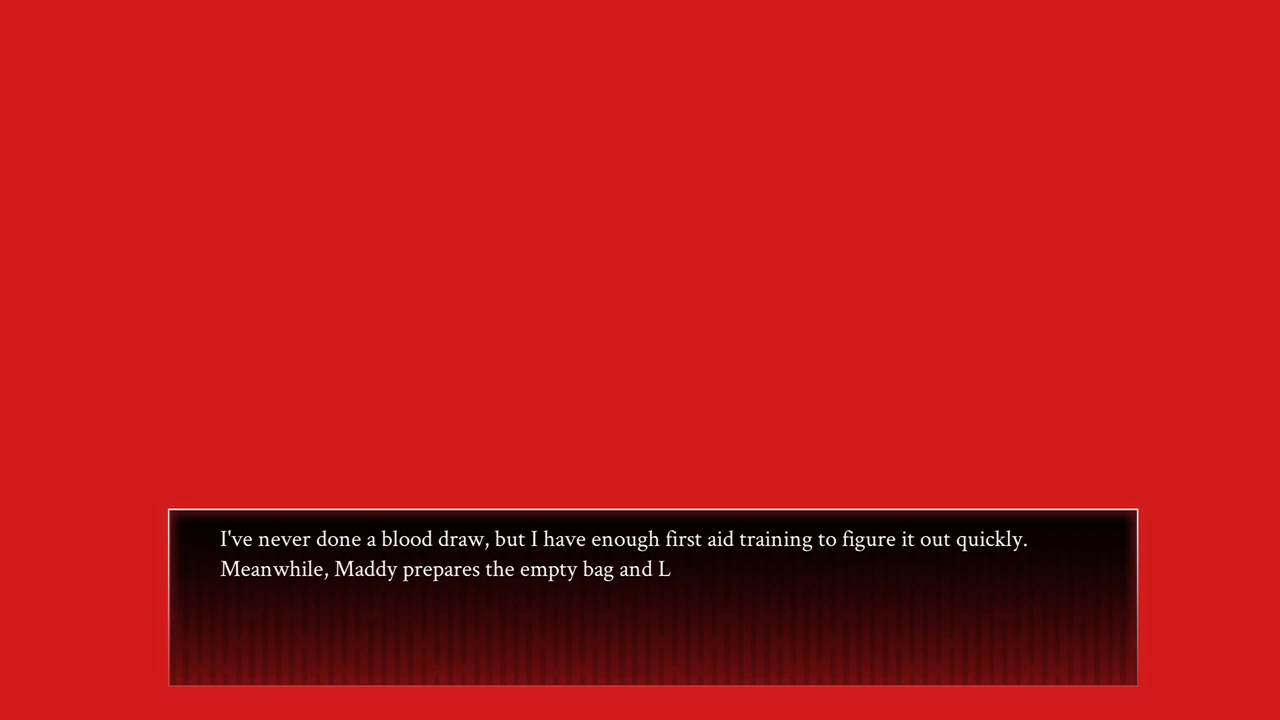 I've never done a blood draw, but I have enough first aid training to figure it out quickly.
Meanwhile, Maddy prepares the empty bag and L